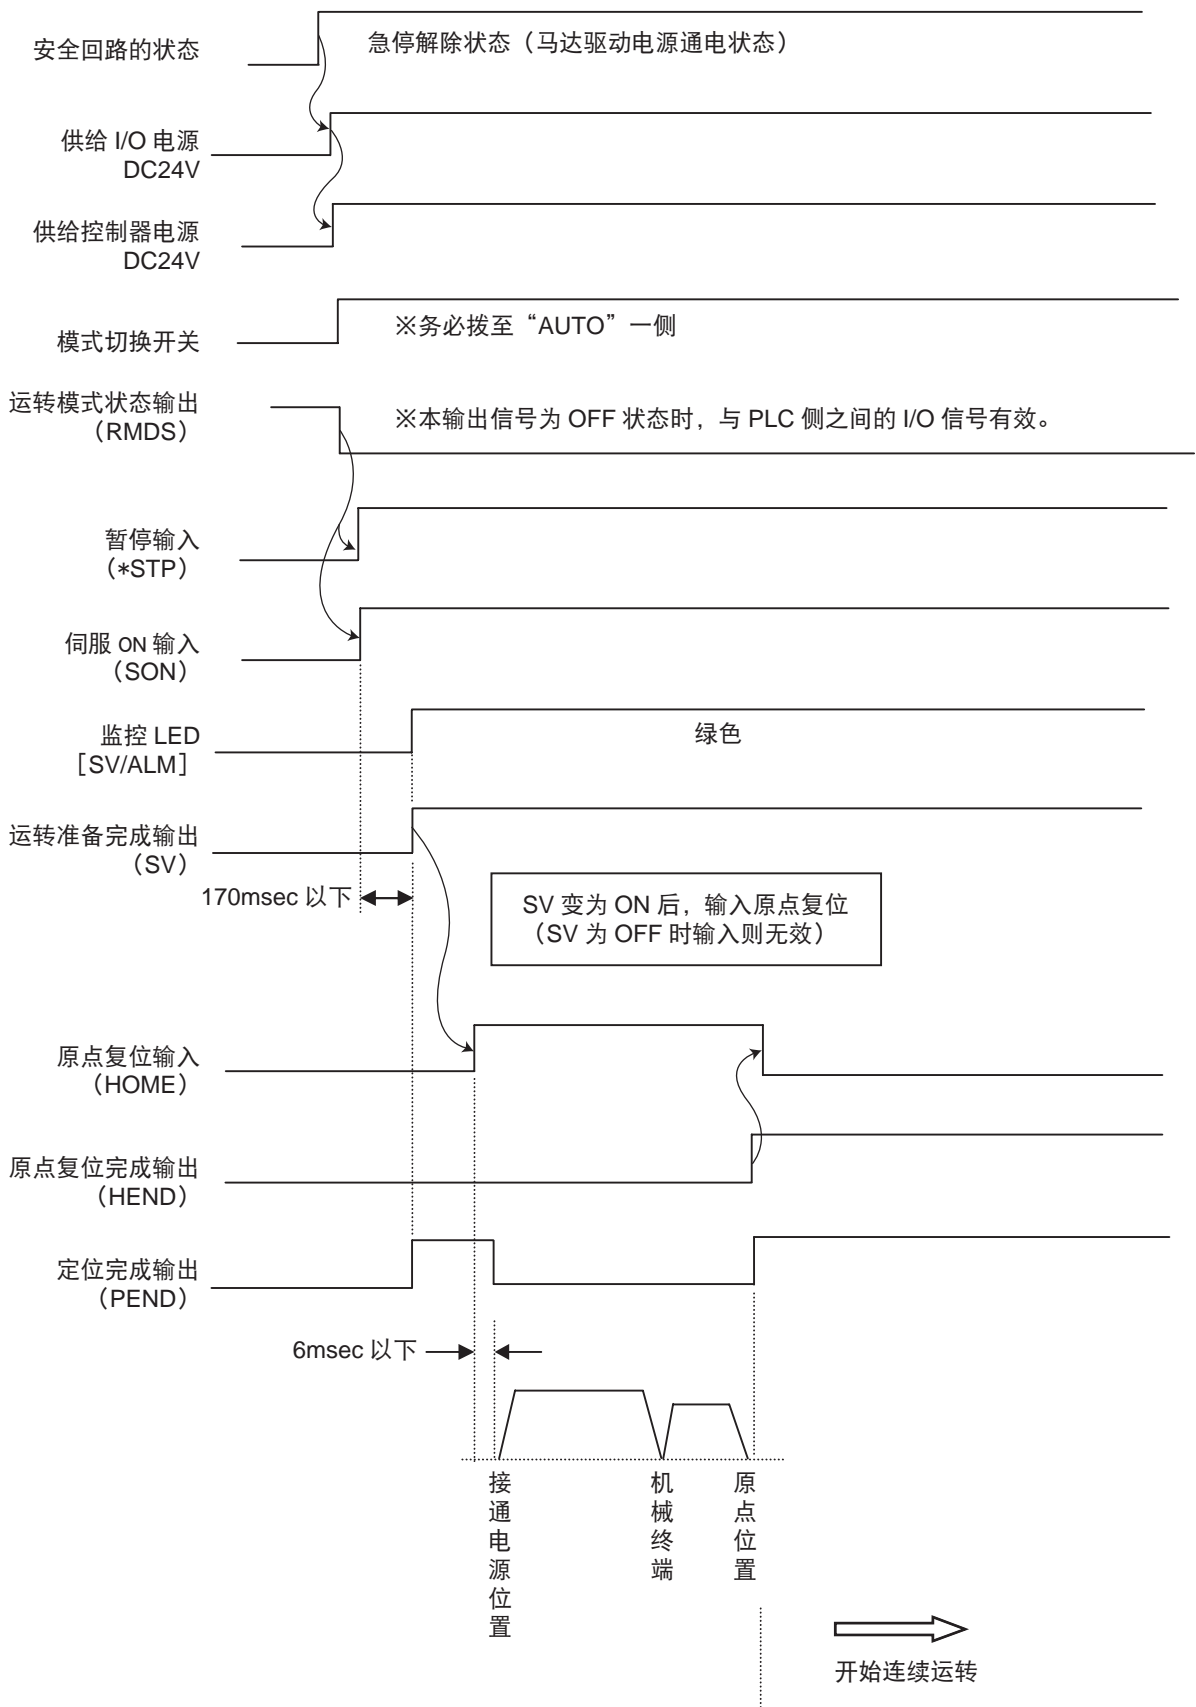 安全回路的状态
急停解除状态（马达驱动电源通电状态）
供给 I/O 电源
DC24V
供给控制器电源
DC24V
模式切换开关
※务必拨至“AUTO”一侧
运转模式状态输出
（RMDS）
※本输出信号为 OFF 状态时，与 PLC 侧之间的 I/O 信号有效。
暂停输入
（*STP）
伺服 ON 输入
（SON）
监控 LED
［SV/ALM］
绿色
运转准备完成输出
（SV）
170msec 以下
SV 变为 ON 后，输入原点复位
（SV 为 OFF 时输入则无效）
原点复位输入
（HOME）
原点复位完成输出
（HEND）
定位完成输出
（PEND）
6msec 以下
接通电源位置
机械终端
原点位置
开始连续运转